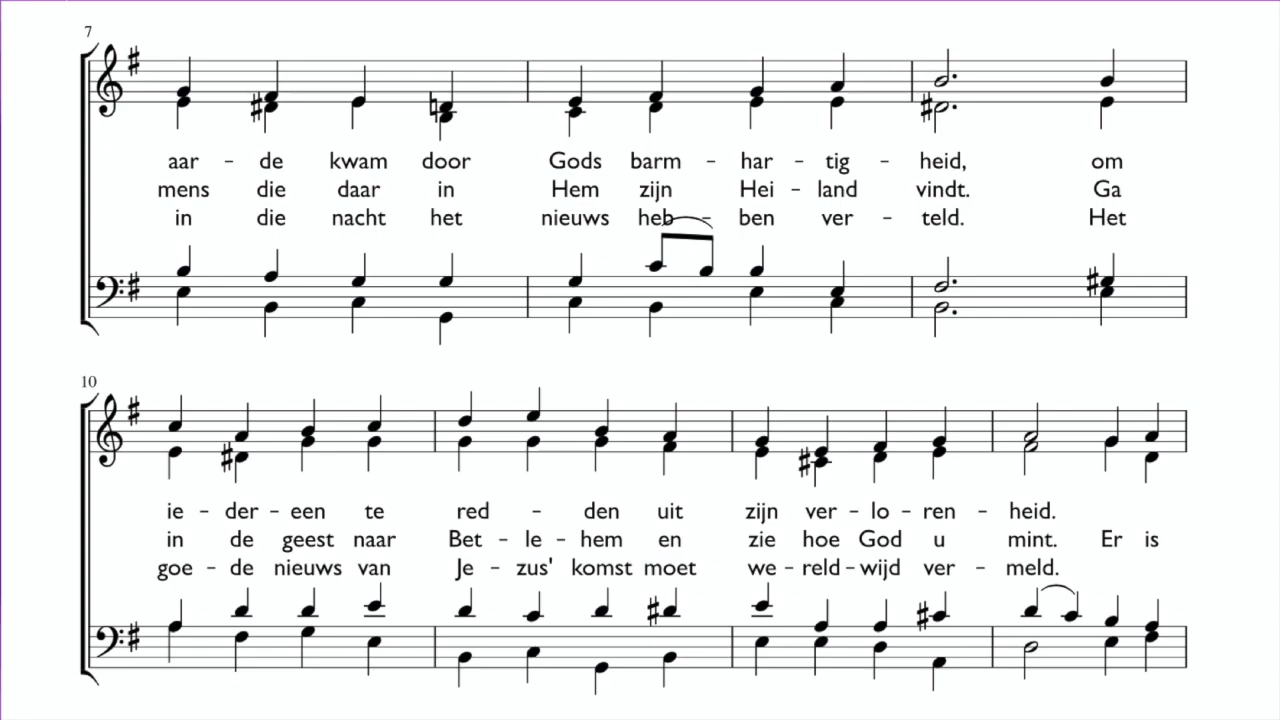 7
aar - de kwam door Gods barm - har - tig - heid, om
mens die daar in Hem zijn Hei - land vindt. Ga
in die nacht het nieuws heb - ben ver - teld. Het
10
ie - der - een te red - den uit zijn ver - lo - ren - heid.
in de geest naar Bet - le - hem en zie hoe God u mint. Er is
goe - de nieuws van Je - zus' komst moet we - reld - wijd ver - meld.